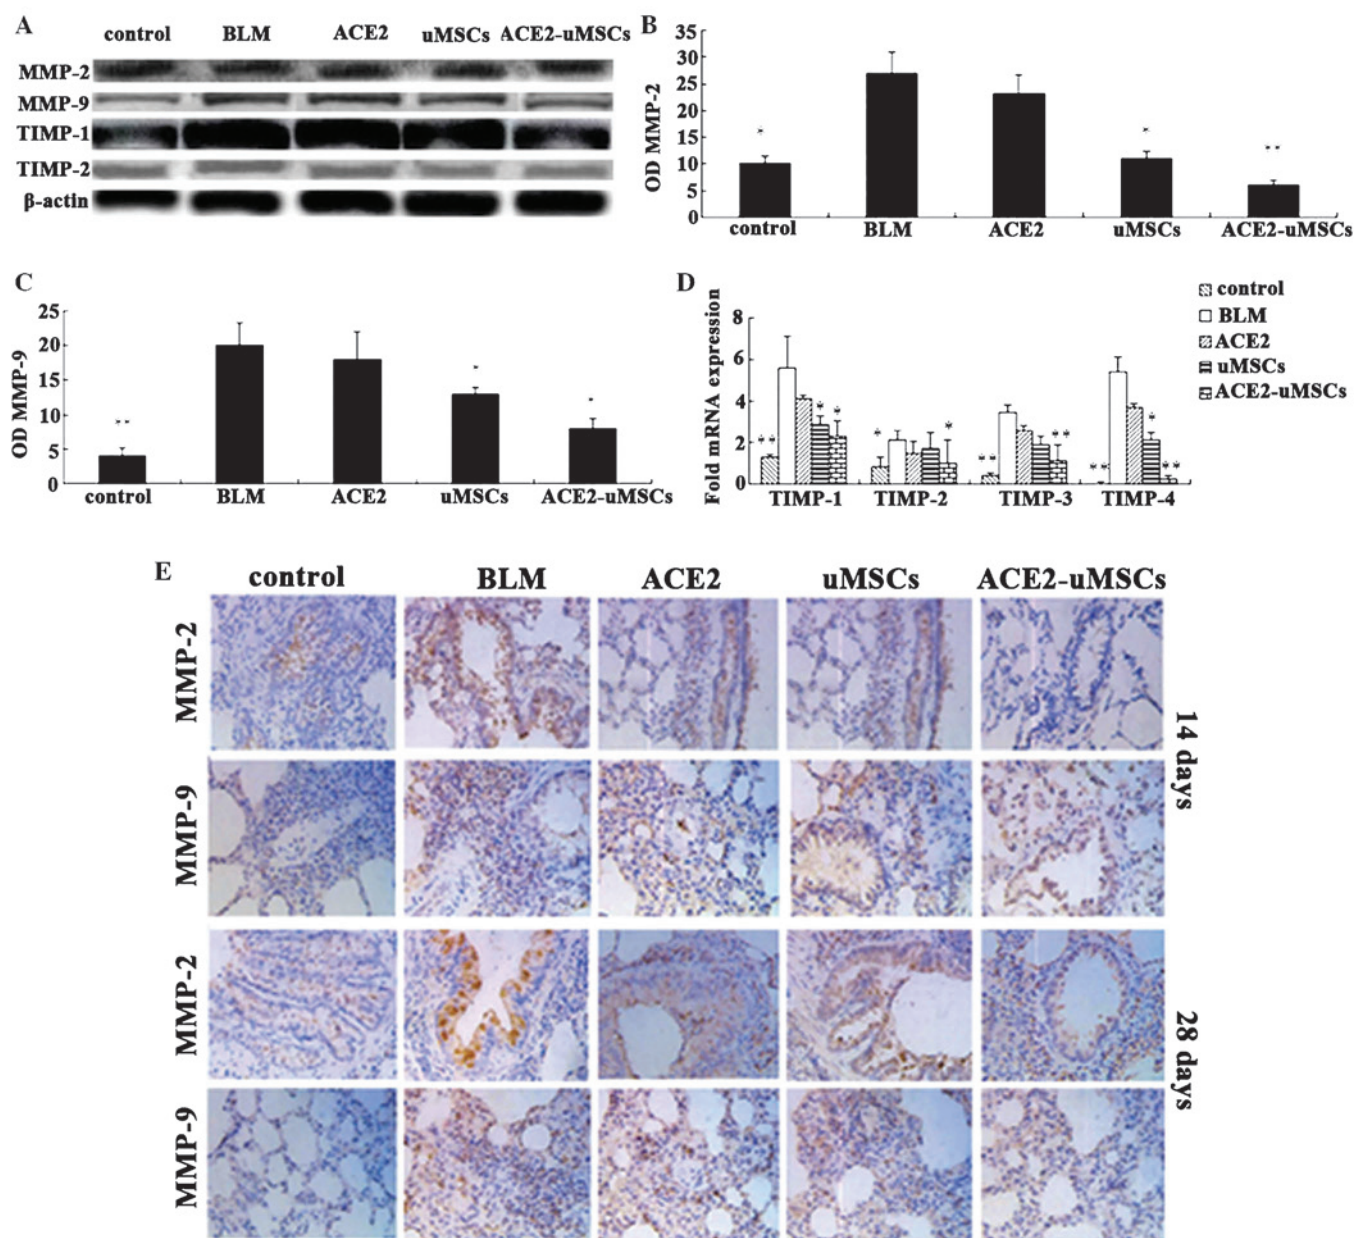 A
control BLM ACE2 uMSCs ACE2-uMSCs
MMP-2
MMP-9
TIMP-1
TIMP-2
β-actin
B
OD MMP-2
35
30
25
20
15
10
5
0
* * **
control BLM ACE2 uMSCs ACE2-uMSCs
C
OD MMP-9
25
20
15
10
5
0
** * *
control BLM ACE2 uMSCs ACE2-uMSCs
D
Fold mRNA expression
8
6
4
2
0
** * * * * ** ** ** * **
TIMP-1 TIMP-2 TIMP-3 TIMP-4
control
BLM
ACE2
uMSCs
ACE2-uMSCs
E
control BLM ACE2 uMSCs ACE2-uMSCs
MMP-2
MMP-9
14 days
MMP-2
MMP-9
28 days